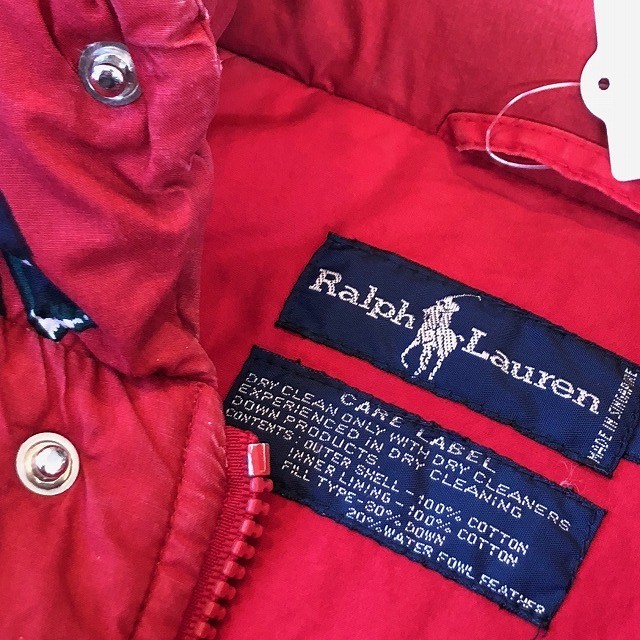 Ralph Lauren
MADE IN SINGAPORE
CARE LABEL
DRY CLEAN ONLY WITH DRY CLEANERS
EXPERIENCED IN DRY CLEANING
DOWN PRODUCTS.
CONTENTS: OUTER SHELL-100% COTTON
INNER LINING-100% COTTON
FILL TYPE-80% DOWN
20% WATER FOWL FEATHER